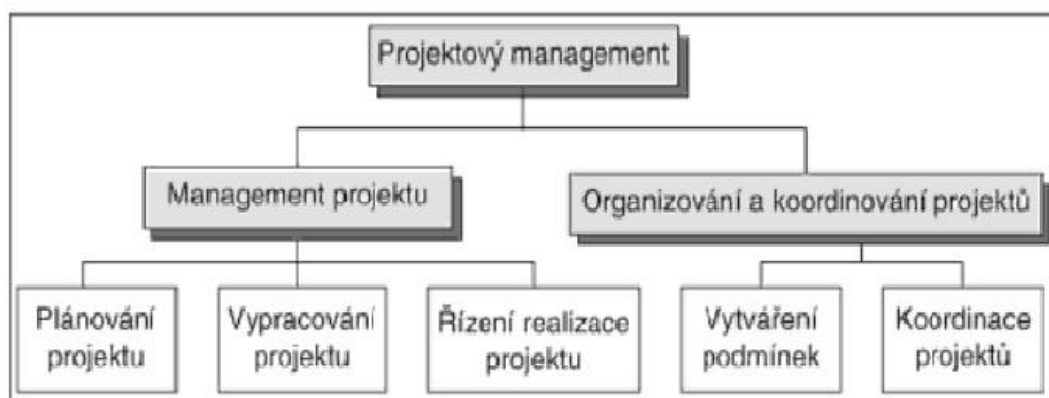 Projektový management
Management projektu
Organizování a koordinování projektů
Plánování
projektu
Vypracování
projektu
Řízení realizace
projektu
Vytváření
podmínek
Koordinace
projektů